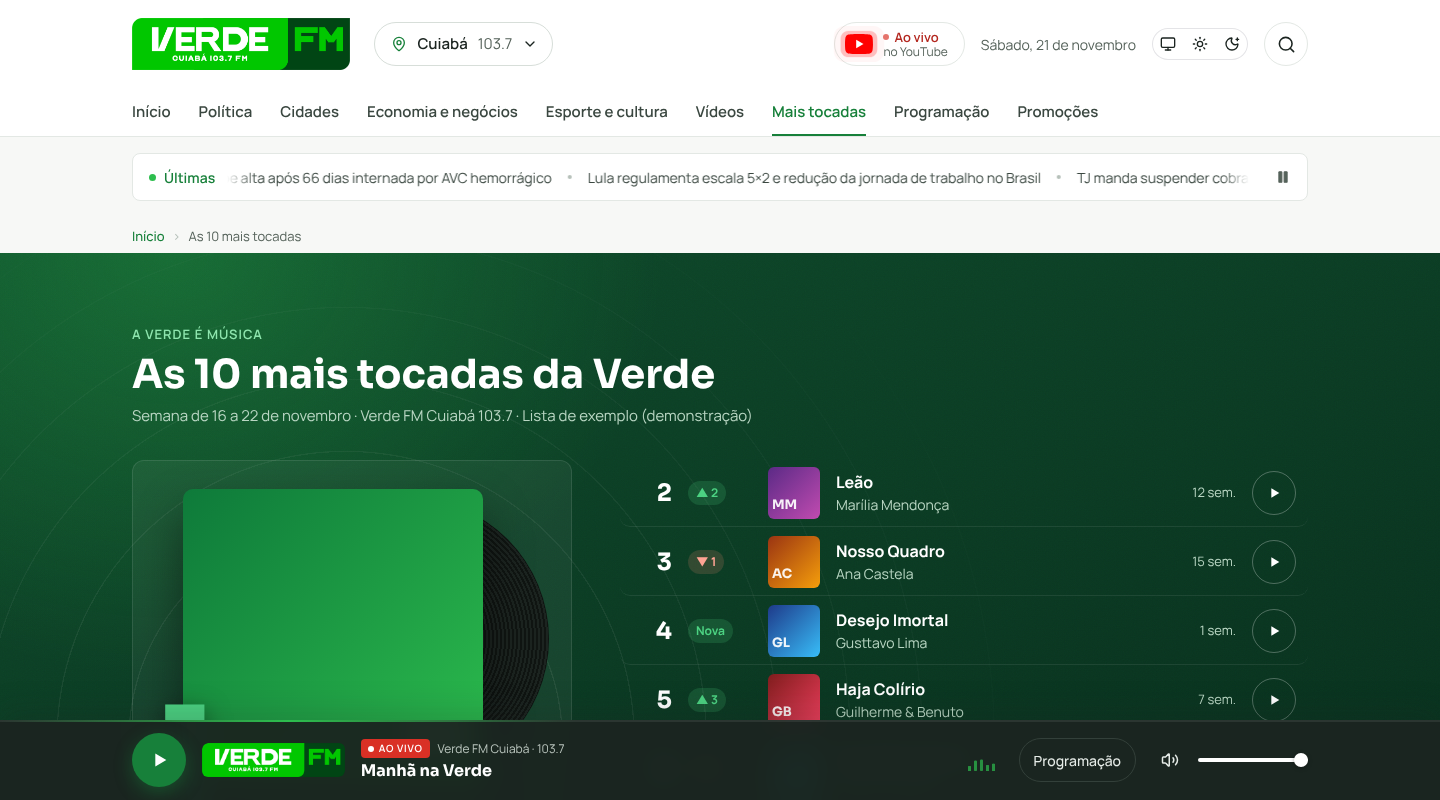 VERDE FM
CUIABÁ 103.7 FM
Cuiabá 103.7
Ao vivo
no YouTube
Sábado, 21 de novembro
Início Política Cidades Economia e negócios Esporte e cultura Vídeos Mais tocadas Programação Promoções
Últimas e alta após 66 dias internada por AVC hemorrágico • Lula regulamenta escala 5×2 e redução da jornada de trabalho no Brasil • TJ manda suspender cobra
Início › As 10 mais tocadas
A VERDE É MÚSICA
As 10 mais tocadas da Verde
Semana de 16 a 22 de novembro · Verde FM Cuiabá 103.7 · Lista de exemplo (demonstração)
2 ▲ 2 MM Leão 12 sem.
Marília Mendonça
3 ▼ 1 AC Nosso Quadro 15 sem.
Ana Castela
4 Nova GL Desejo Imortal 1 sem.
Gusttavo Lima
5 ▲ 3 GB Haja Colírio 7 sem.
Guilherme & Benuto
VERDE FM
CUIABÁ 103.7 FM
AO VIVO Verde FM Cuiabá · 103.7
Manhã na Verde
Programação